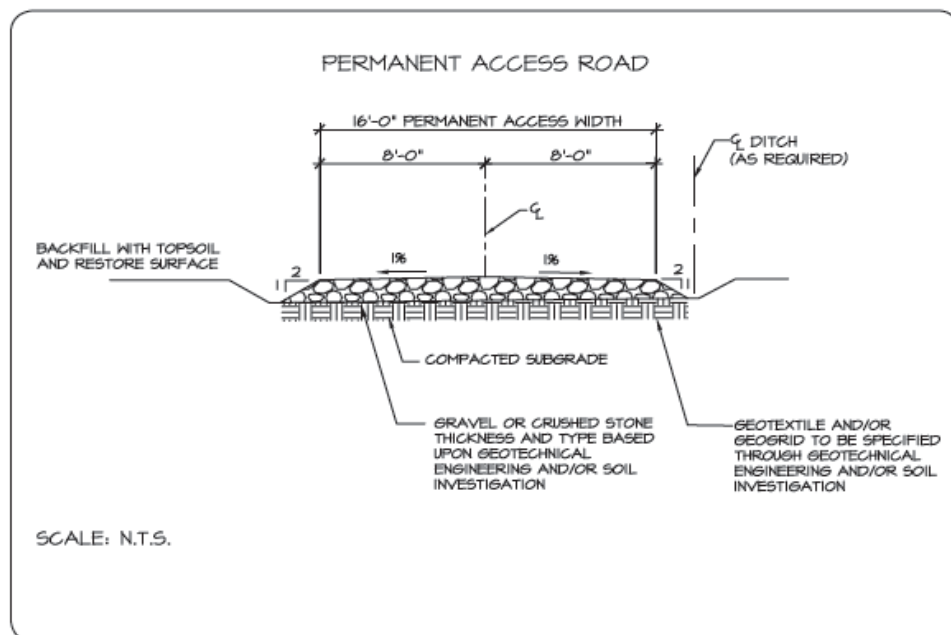 PERMANENT ACCESS ROAD
16'-0" PERMANENT ACCESS WIDTH
8'-0"
8'-0"
℄ DITCH
(AS REQUIRED)
℄
BACKFILL WITH TOPSOIL
AND RESTORE SURFACE
1
2
1%
1%
2
1
COMPACTED SUBGRADE
GRAVEL OR CRUSHED STONE
THICKNESS AND TYPE BASED
UPON GEOTECHNICAL
ENGINEERING AND/OR SOIL
INVESTIGATION
GEOTEXTILE AND/OR
GEOGRID TO BE SPECIFIED
THROUGH GEOTECHNICAL
ENGINEERING AND/OR SOIL
INVESTIGATION
SCALE: N.T.S.